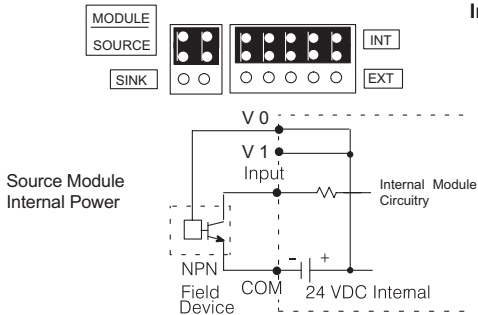 MODULE
In
SOURCE
INT
SINK
EXT
V 0
V 1
Input
Source Module
Internal Power
Internal Module
Circuitry
NPN
- +
Field
Device
COM
24 VDC Internal